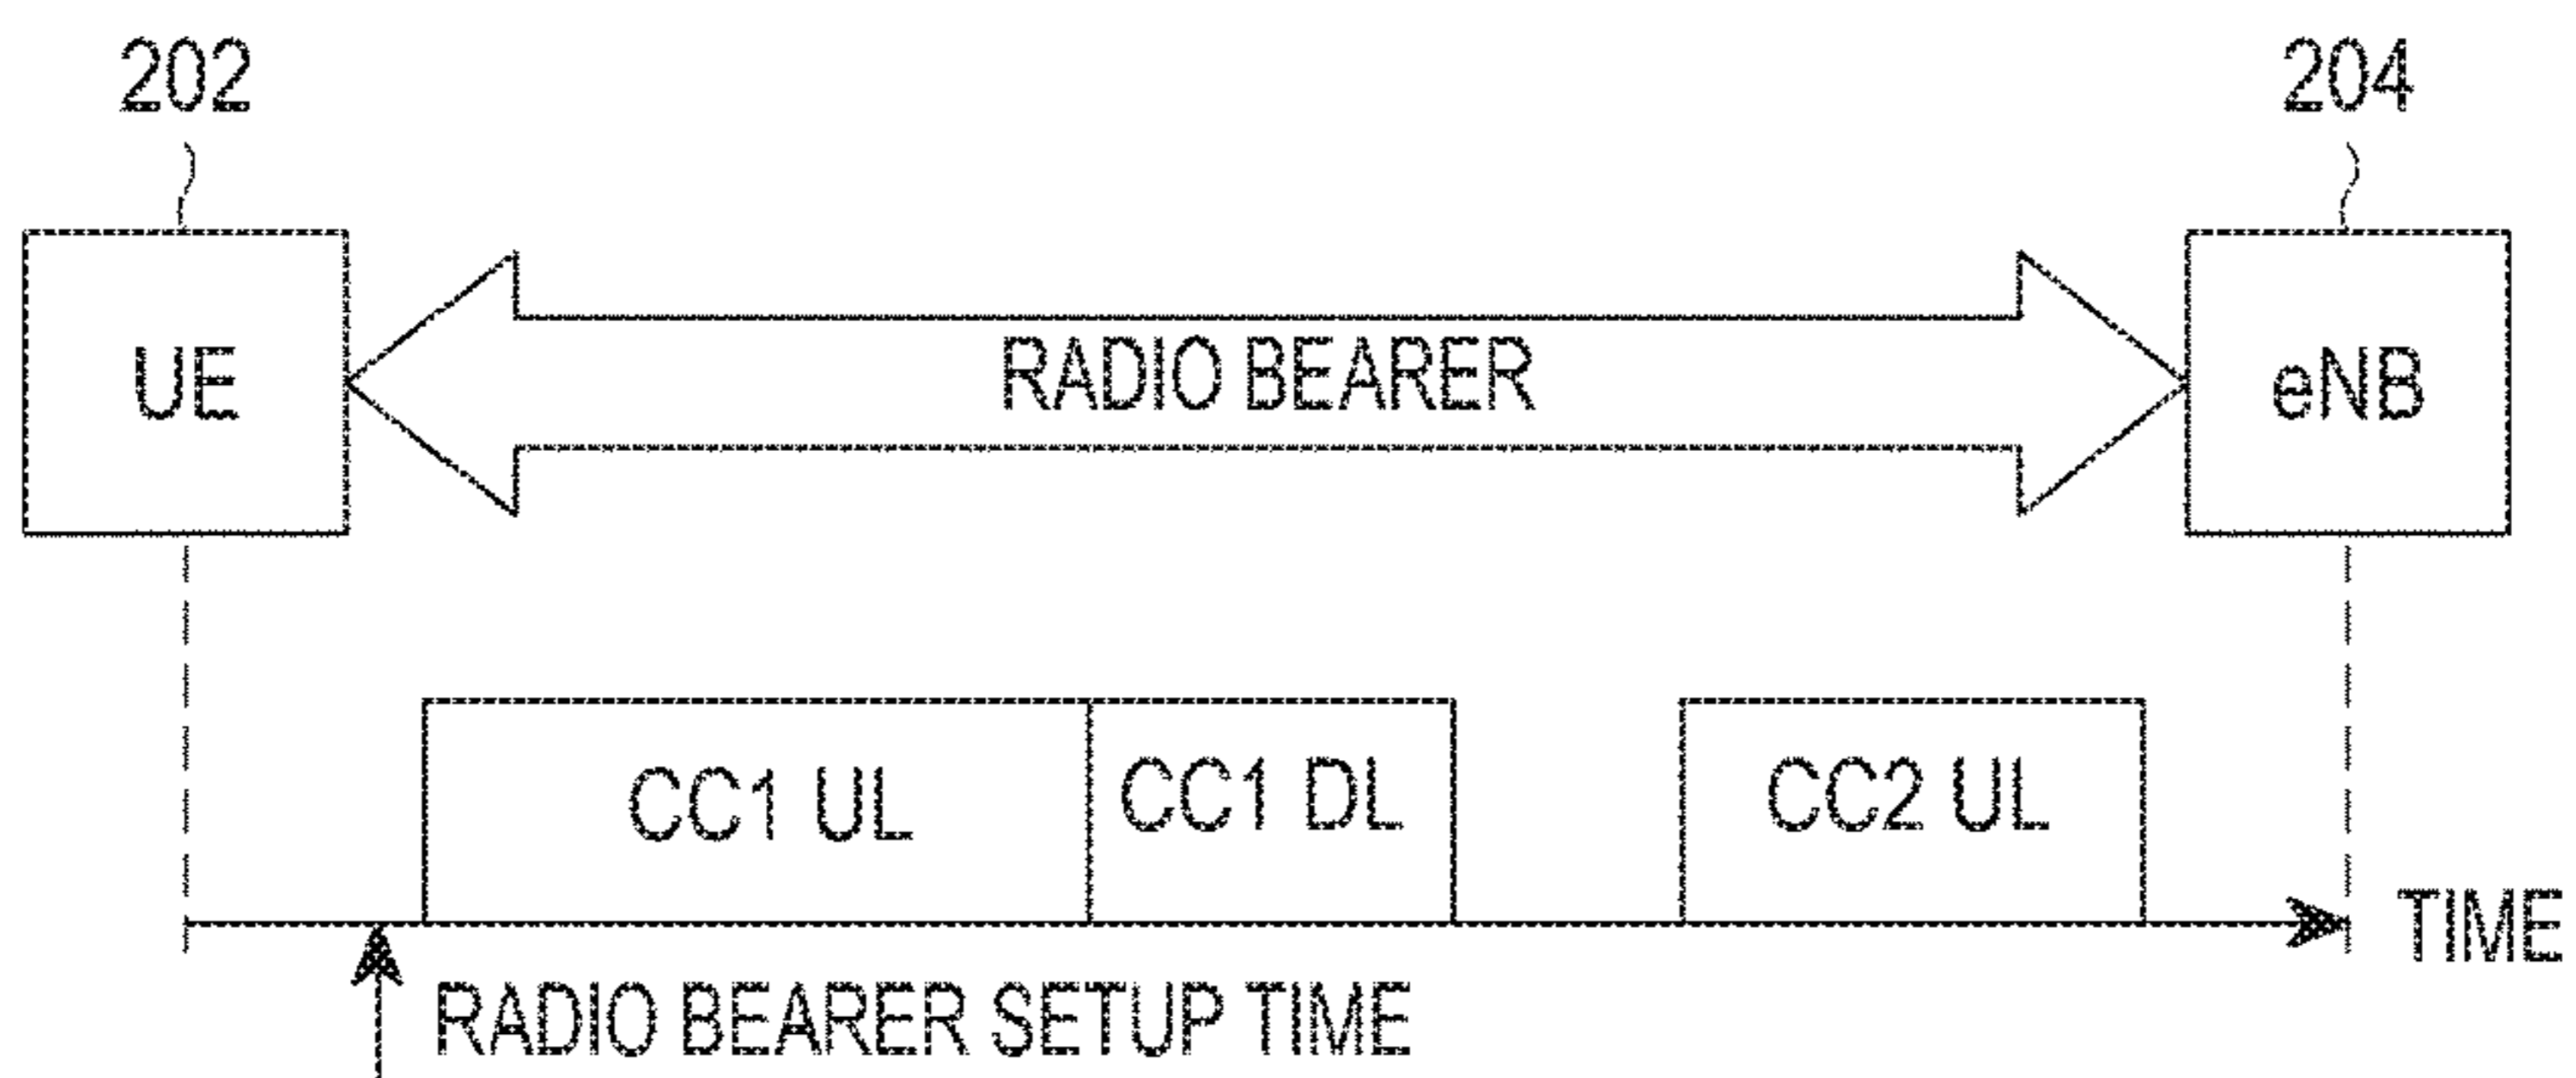 202
204
UE
RADIO BEARER
eNB
CC1 UL
CC1 DL
CC2 UL
TIME
RADIO BEARER SETUP TIME